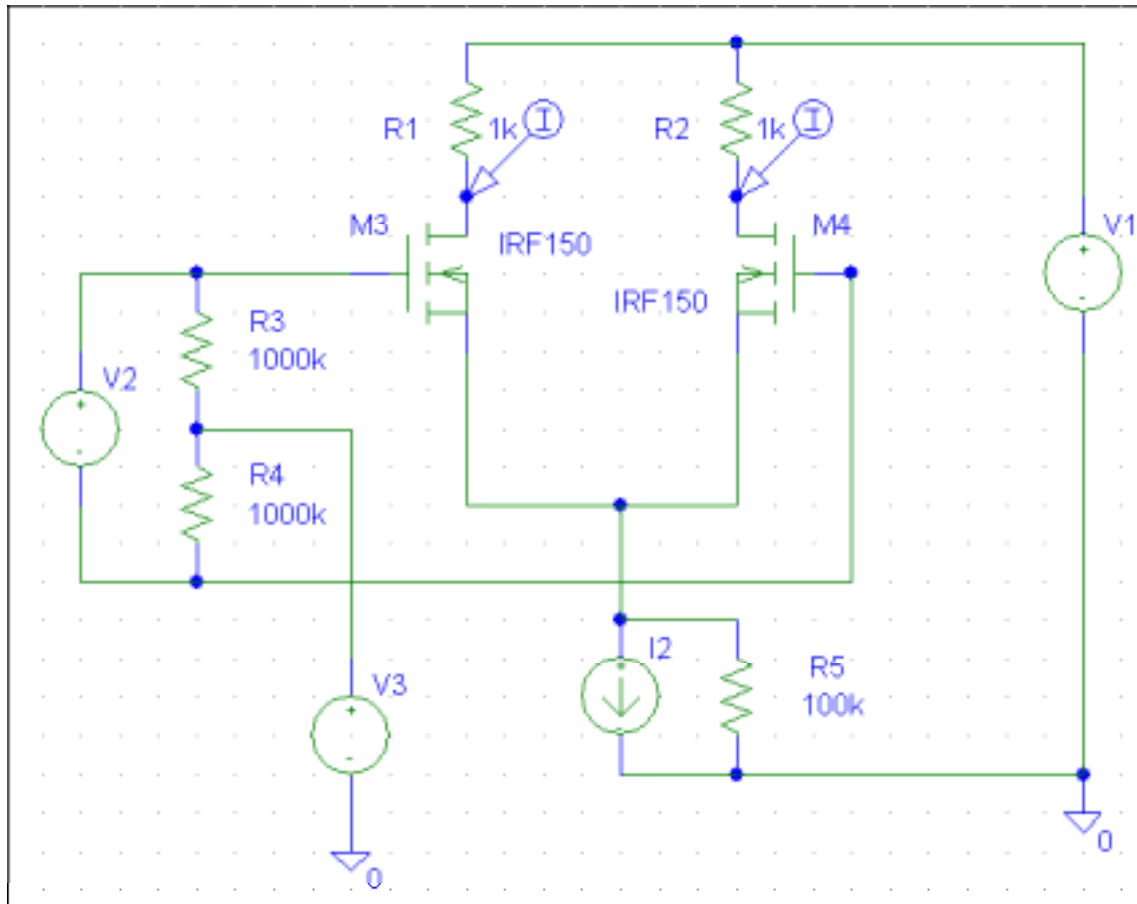 R1
1k
I
R2
1k
I
M3
IRF150
M4
IRF150
V1
+
-
R3
1000k
V2
+
-
R4
1000k
V3
+
-
0
I2
R5
100k
0